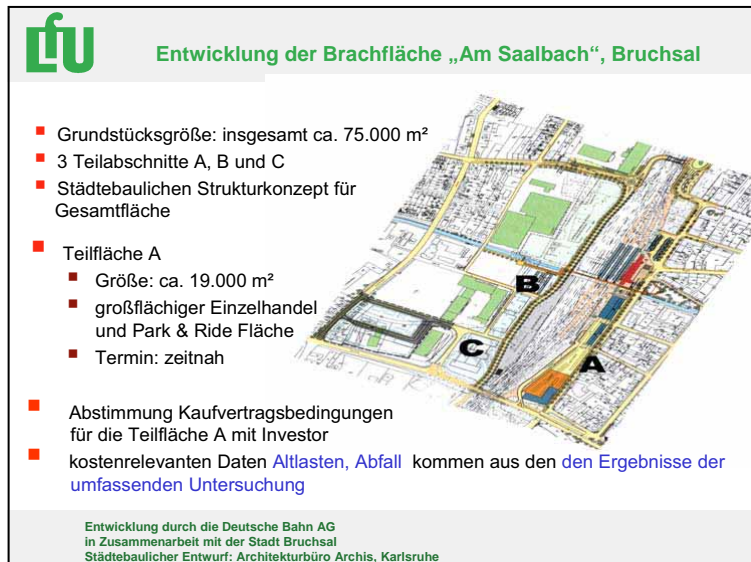 LfU
Entwicklung der Brachfläche „Am Saalbach“, Bruchsal
Grundstücksgröße: insgesamt ca. 75.000 m²
3 Teilabschnitte A, B und C
Städtebaulichen Strukturkonzept für
Gesamtfläche
Teilfläche A
Größe: ca. 19.000 m²
großflächiger Einzelhandel
und Park & Ride Fläche
Termin: zeitnah
B
C
A
Abstimmung Kaufvertragsbedingungen
für die Teilfläche A mit Investor
kostenrelevanten Daten Altlasten, Abfall kommen aus den den Ergebnisse der
umfassenden Untersuchung
Entwicklung durch die Deutsche Bahn AG
in Zusammenarbeit mit der Stadt Bruchsal
Städtebaulicher Entwurf: Architekturbüro Archis, Karlsruhe